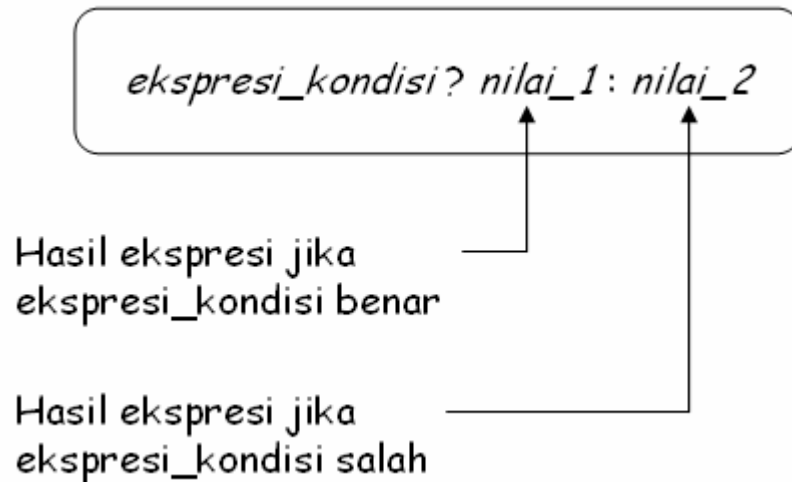 ekspresi_kondisi ? nilai_1 : nilai_2
Hasil ekspresi jika
ekspresi_kondisi benar
Hasil ekspresi jika
ekspresi_kondisi salah